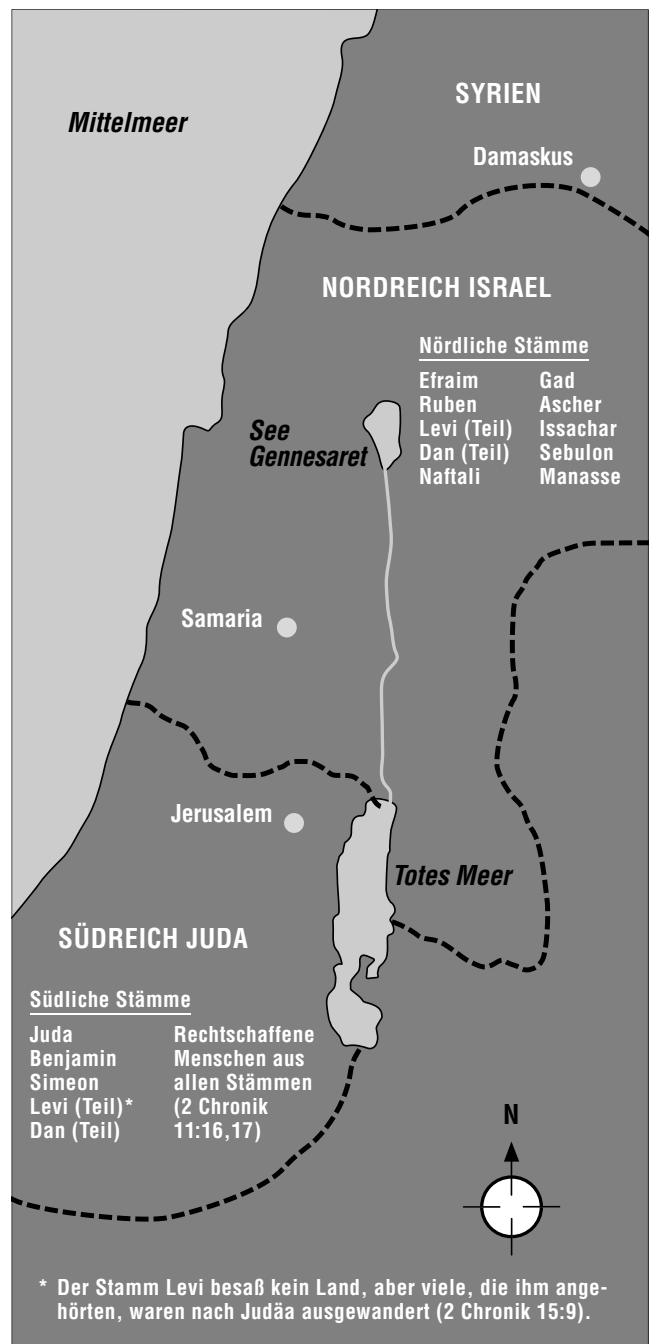 SYRIEN
Mittelmeer
Damaskus
NORDREICH ISRAEL
Nördliche Stämme
Efraim Gad
Ruben Ascher
Levi (Teil) Issachar
Dan (Teil) Sebulon
Naftali Manasse
See
Gennesaret
Samaria
Jerusalem
Totes Meer
SÜDREICH JUDA
Südliche Stämme
Juda Rechtschaffene
Benjamin Menschen aus
Simeon allen Stämmen
Levi (Teil)* (2 Chronik
Dan (Teil) 11:16,17)
N
* Der Stamm Levi besaß kein Land, aber viele, die ihm ange-
hörten, waren nach Judäa ausgewandert (2 Chronik 15:9).